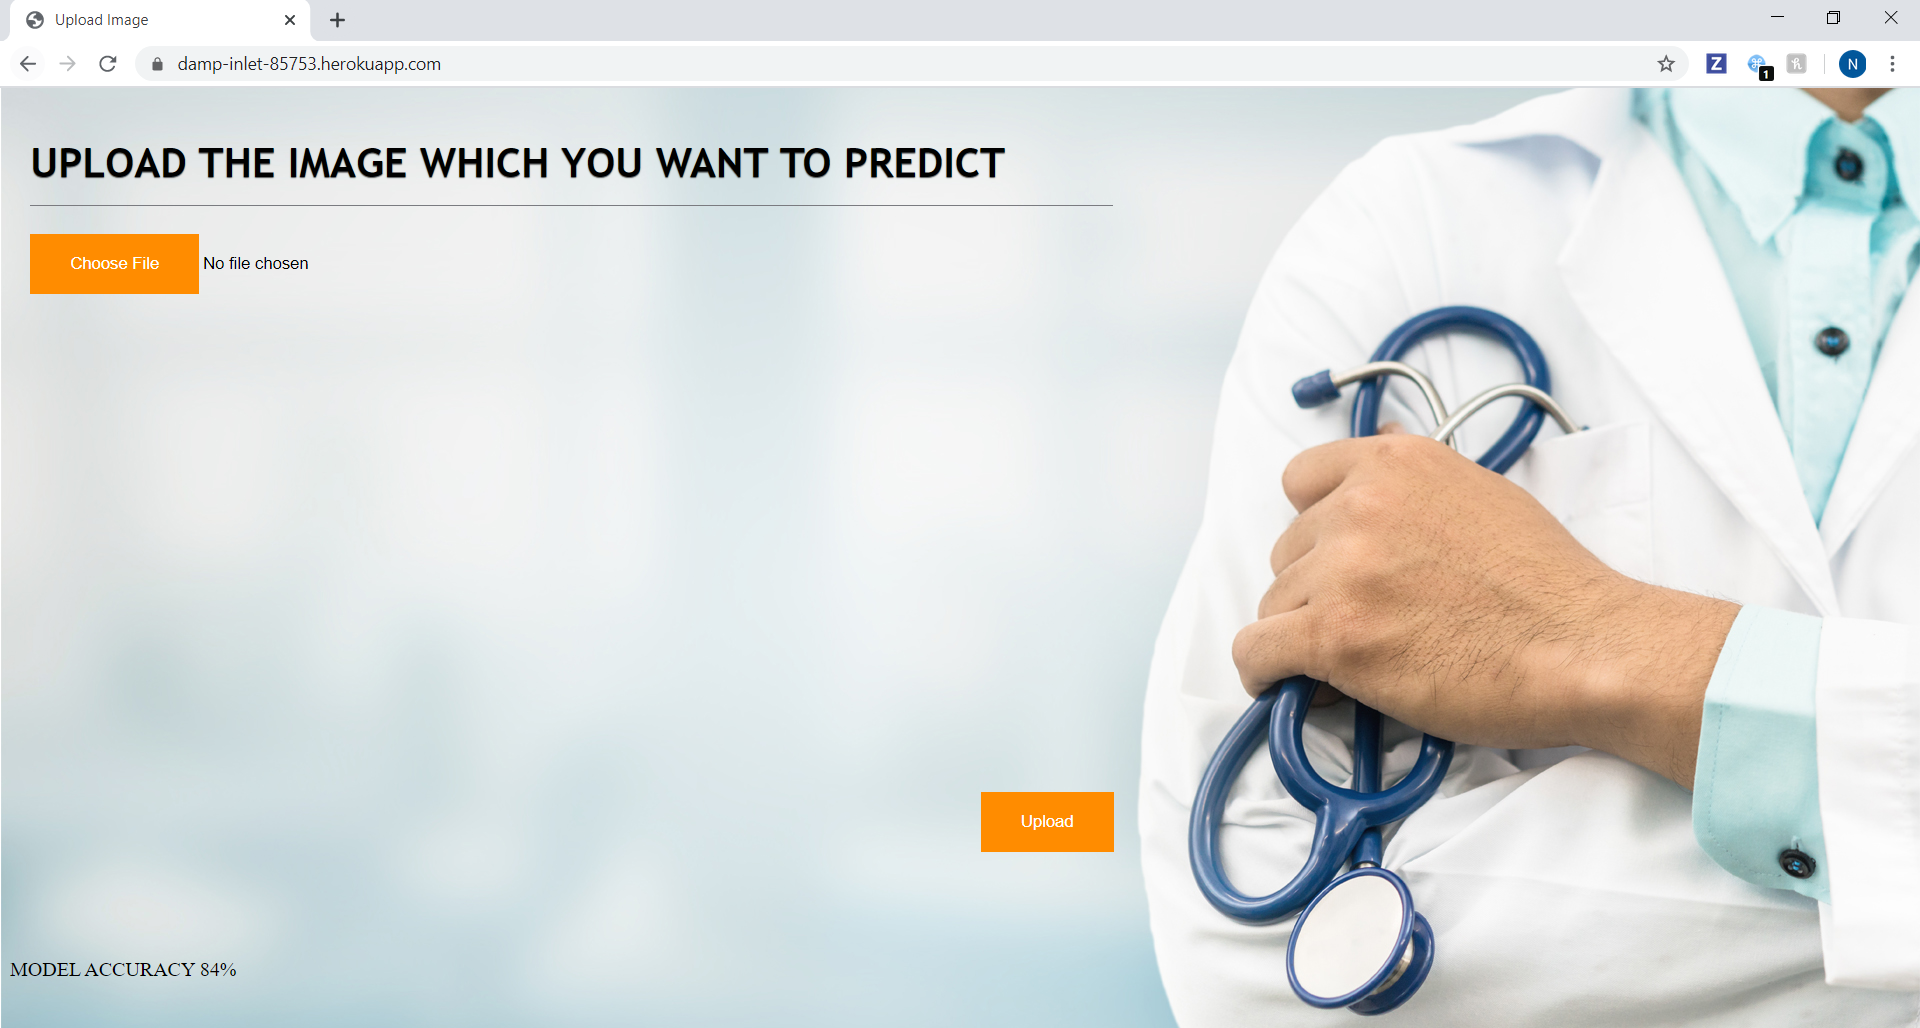 Upload Image
damp-inlet-85753.herokuapp.com
Z
1
h
N
UPLOAD THE IMAGE WHICH YOU WANT TO PREDICT
Choose File No file chosen
Upload
MODEL ACCURACY 84%